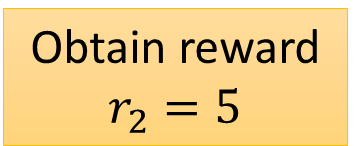 Obtain reward
r₂ = 5